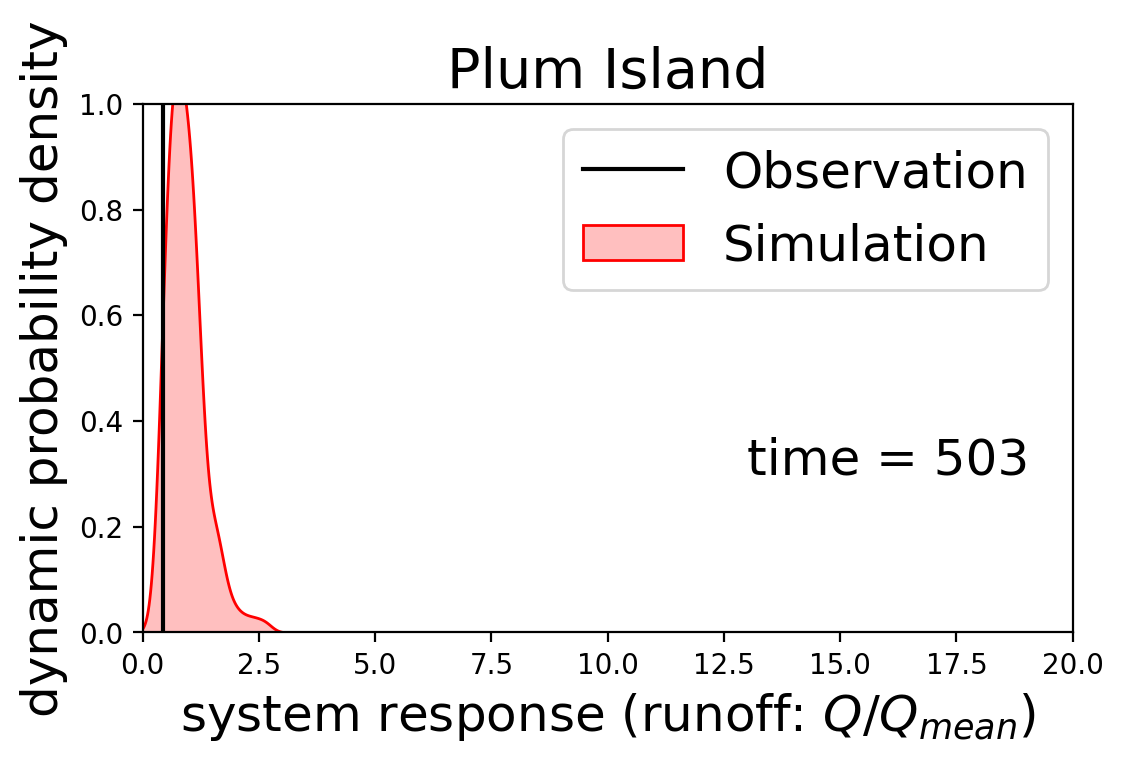 Plum Island
dynamic probability density
1.0
0.8
0.6
0.4
0.2
0.0
Observation
Simulation
time = 503
0.0 2.5 5.0 7.5 10.0 12.5 15.0 17.5 20.0
system response (runoff: Q/Q_{mean})